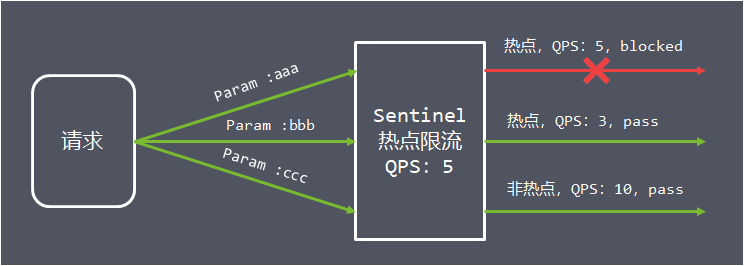 请求
Param :aaa
Param :bbb
Param :ccc
Sentinel
热点限流
QPS: 5
热点, QPS: 5, blocked
热点, QPS: 3, pass
非热点, QPS: 10, pass